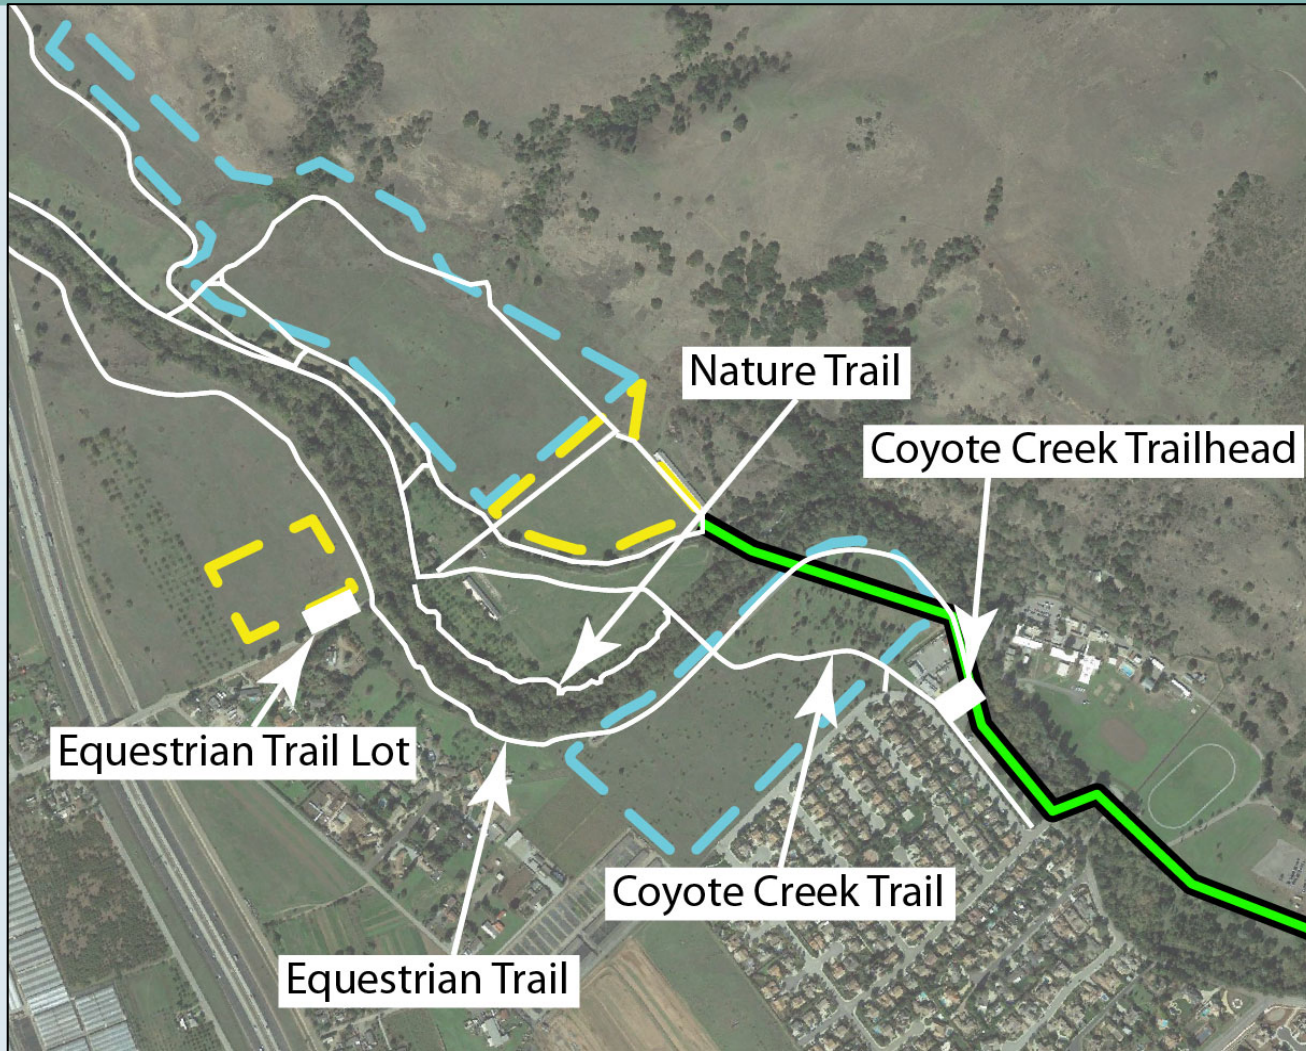 Nature Trail
Coyote Creek Trailhead
Equestrian Trail Lot
Coyote Creek Trail
Equestrian Trail